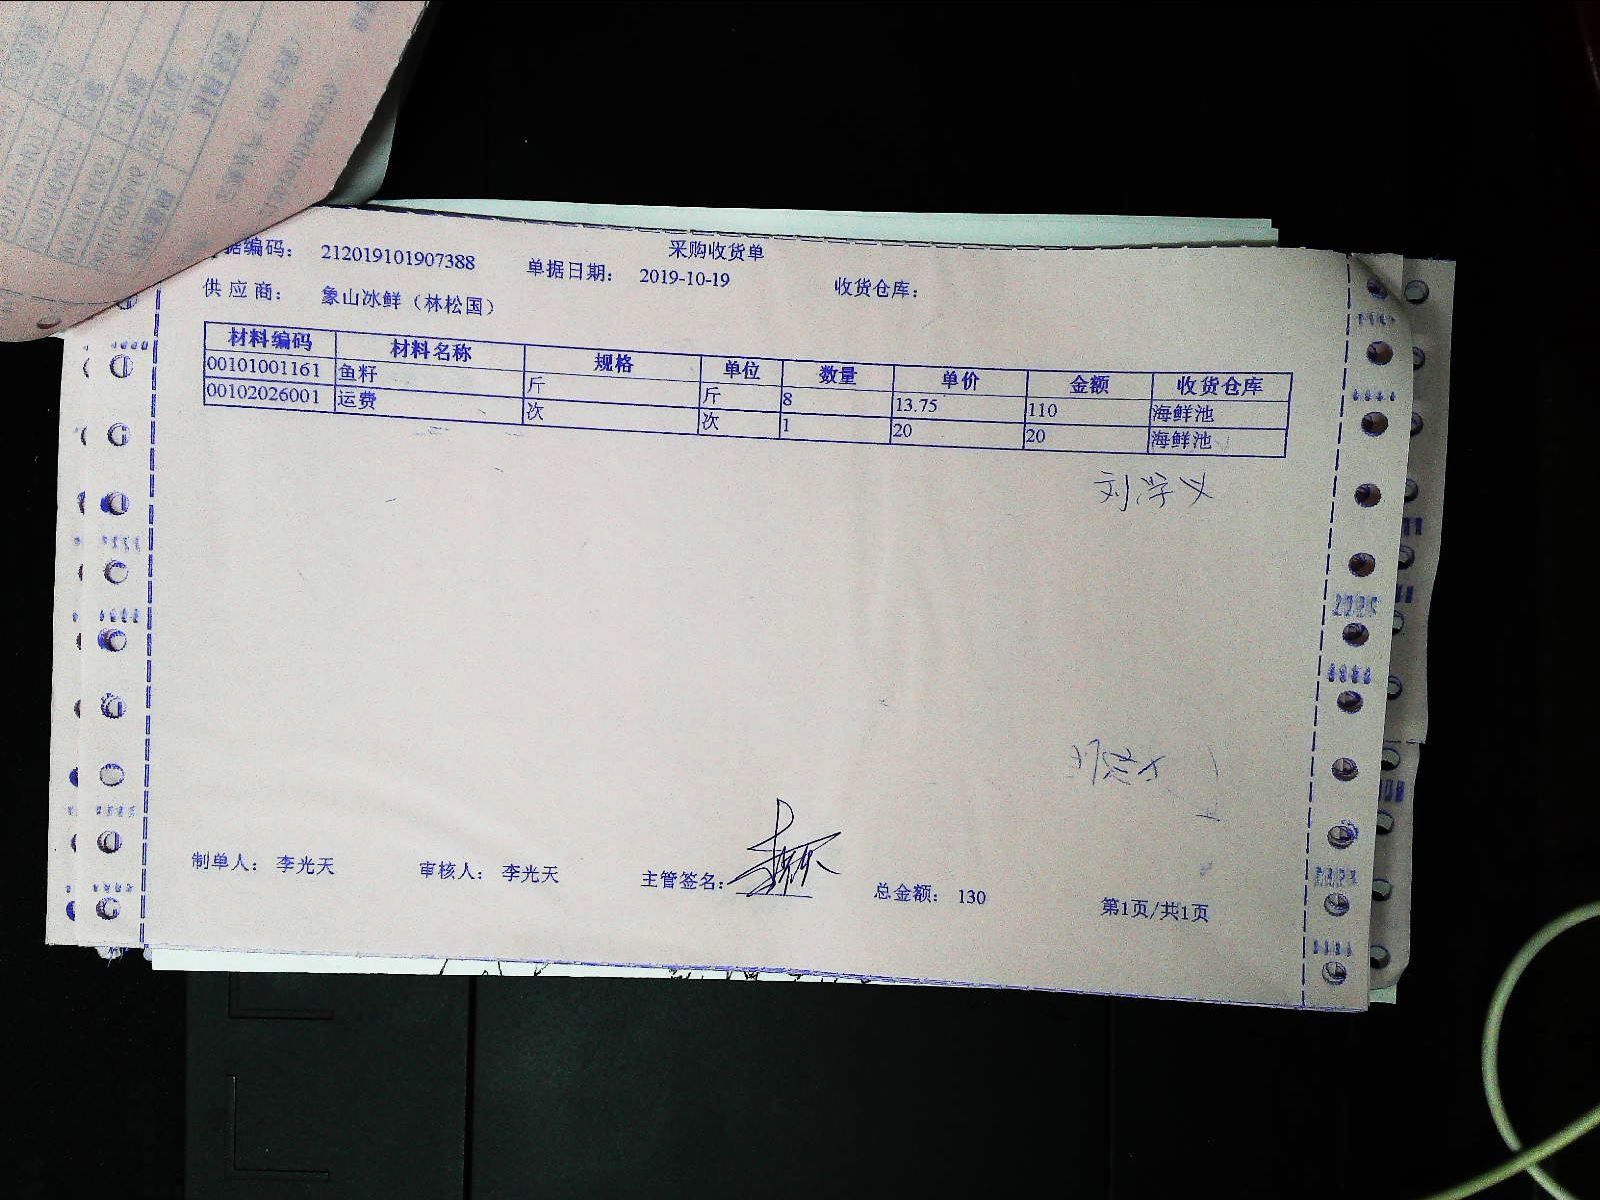 采购收货单
据编码： 212019101907388 单据日期： 2019-10-19 收货仓库：
供应商： 象山冰鲜（林松国）
材料编码 材料名称 规格 单位 数量 单价 金额 收货仓库
00101001161 鱼籽 斤 斤 8 13.75 110 海鲜池
00102026001 运费 次 次 1 20 20 海鲜池
制单人： 李光天 审核人： 李光天 主管签名： 总金额： 130 第1页/共1页